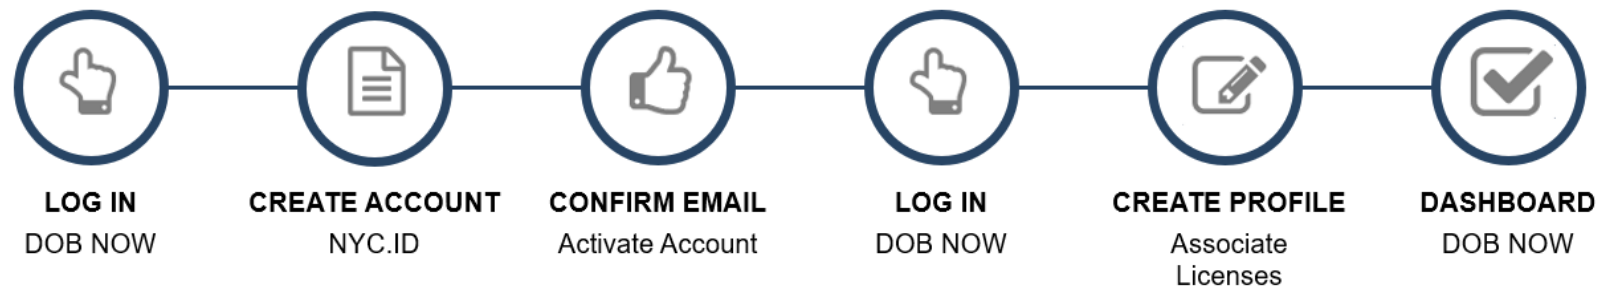 LOG IN
DOB NOW
CREATE ACCOUNT
NYC.ID
CONFIRM EMAIL
Activate Account
LOG IN
DOB NOW
CREATE PROFILE
Associate
Licenses
DASHBOARD
DOB NOW